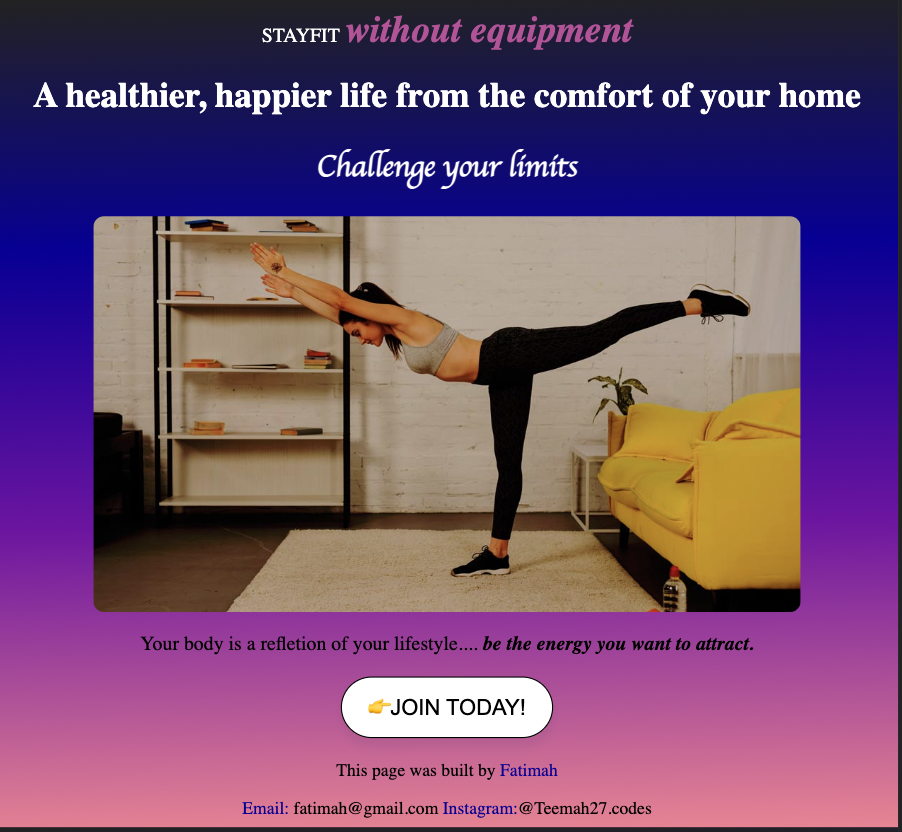 STAYFIT without equipment
A healthier, happier life from the comfort of your home
Challenge your limits
Your body is a refletion of your lifestyle.... be the energy you want to attract.
👉JOIN TODAY!
This page was built by Fatimah
Email: fatimah@gmail.com Instagram:@Teemah27.codes